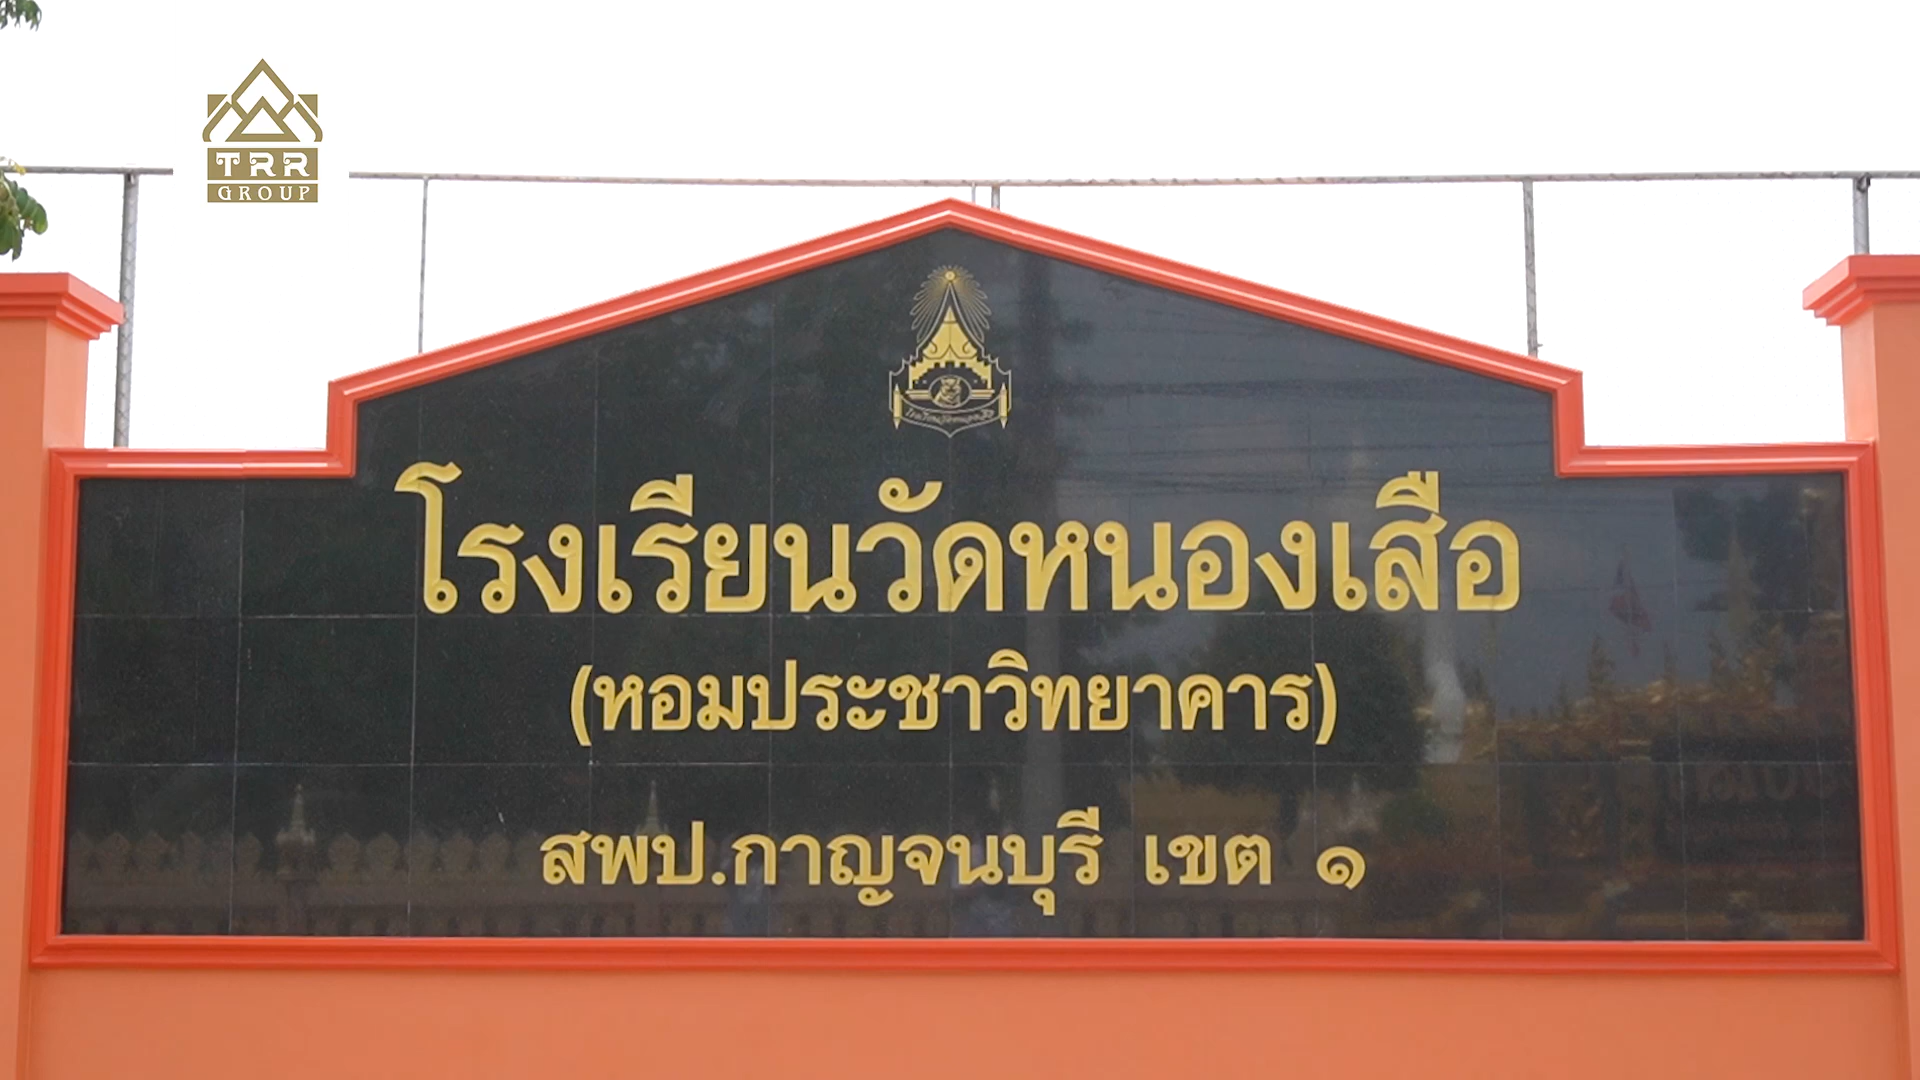 TRR
GROUP
โรงเรียนวัดหนองเสือ
(หอมประชาวิทยาคาร)
สพป.กาญจนบุรี เขต ๑